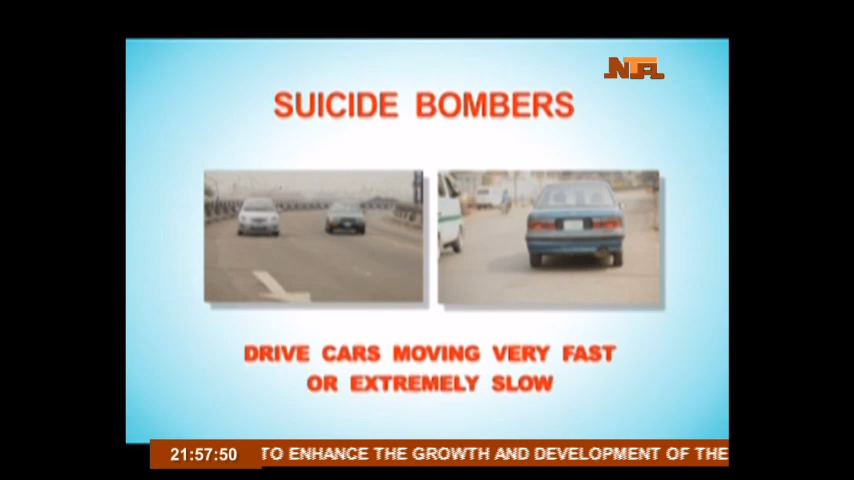 NTA
SUICIDE BOMBERS
DRIVE CARS MOVING VERY FAST
OR EXTREMELY SLOW
21:57:50 TO ENHANCE THE GROWTH AND DEVELOPMENT OF THE